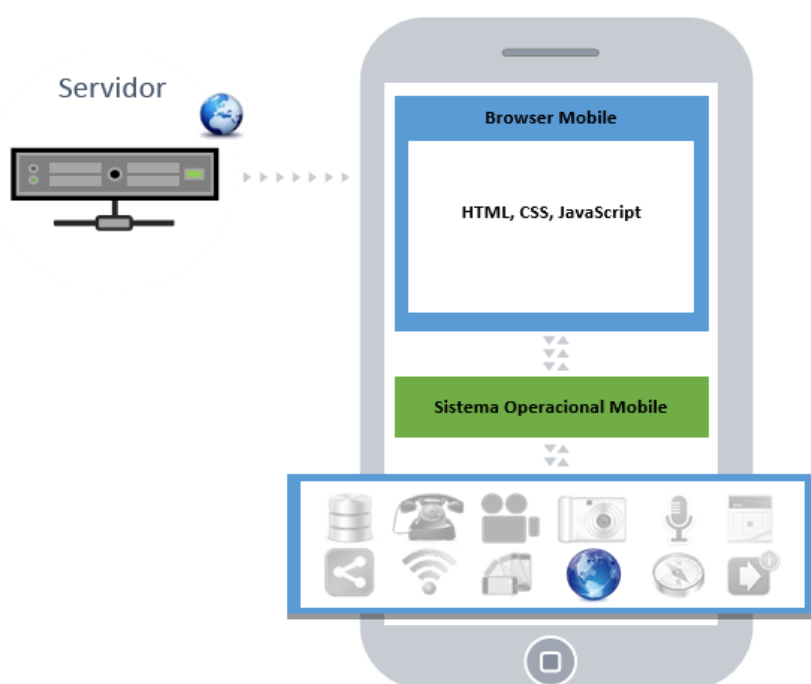 Servidor
Browser Mobile
HTML, CSS, JavaScript
Sistema Operacional Mobile